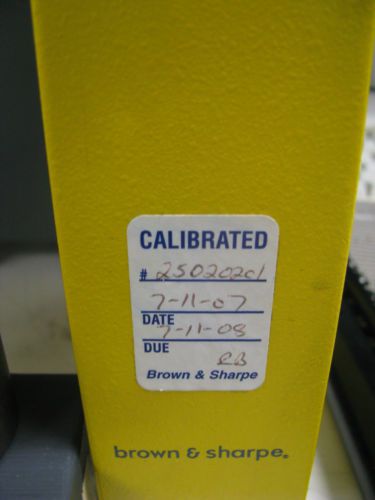 CALIBRATED
# 25020201
7-11-07
DATE
7-11-08
DUE
RB
Brown & Sharpe
brown & sharpe.